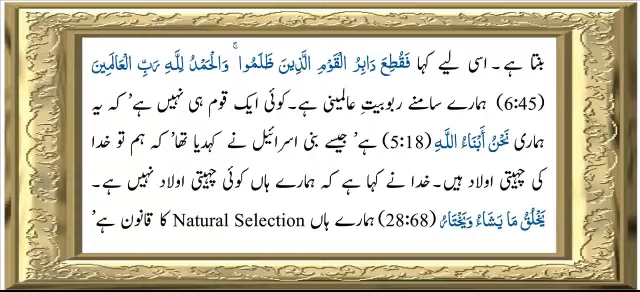 بنتا ہے۔ اسی لیے کہا فَقُطِعَ دَابِرُ الْقَوْمِ الَّذِينَ ظَلَمُوا ۚ وَالْحَمْدُ لِلَّهِ رَبِّ الْعَالَمِينَ
(6:45) ہمارے سامنے ربوبیتِ عالمینی ہے۔کوئی ایک قوم ہی نہیں ہے‘ کہ یہ
ہماری نَحْنُ أَبْنَاءُ اللَّهِ (5:18) ہے‘ جیسے بنی اسرائیل نے کہدیا تھا‘ کہ ہم تو خدا
کی چہیتی اولاد ہیں۔خدا نے کہا ہے کہ ہمارے ہاں کوئی چہیتی اولاد نہیں ہے۔
يَخْلُقُ مَا يَشَاءُ وَيَخْتَارُ (28:68) ہمارے ہاں Natural Selection کا قانون ہے‘